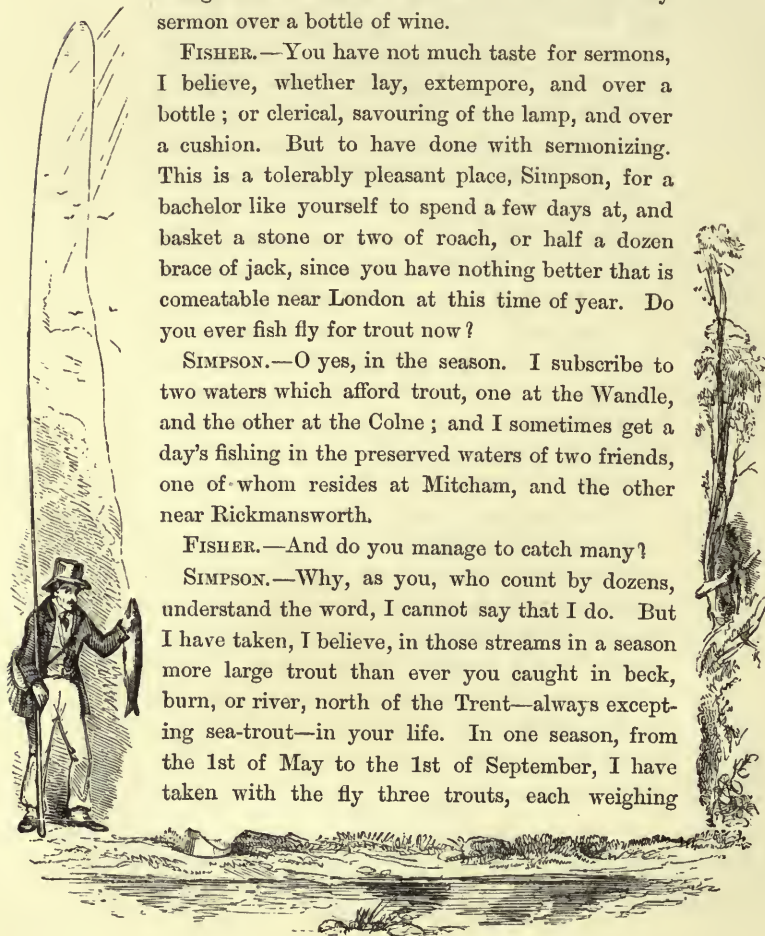 sermon over a bottle of wine.
FISHER.—You have not much taste for sermons,
I believe, whether lay, extempore, and over a
bottle ; or clerical, savouring of the lamp, and over
a cushion. But to have done with sermonizing.
This is a tolerably pleasant place, Simpson, for a
bachelor like yourself to spend a few days at, and
basket a stone or two of roach, or half a dozen
brace of jack, since you have nothing better that is
comeatable near London at this time of year. Do
you ever fish fly for trout now?
SIMPSON.—O yes, in the season. I subscribe to
two waters which afford trout, one at the Wandle,
and the other at the Colne ; and I sometimes get a
day's fishing in the preserved waters of two friends,
one of whom resides at Mitcham, and the other
near Rickmansworth.
FISHER.—And do you manage to catch many?
SIMPSON.—Why, as you, who count by dozens,
understand the word, I cannot say that I do. But
I have taken, I believe, in those streams in a season
more large trout than ever you caught in beck,
burn, or river, north of the Trent—always except-
ing sea-trout—in your life. In one season, from
the 1st of May to the 1st of September, I have
taken with the fly three trouts, each weighing